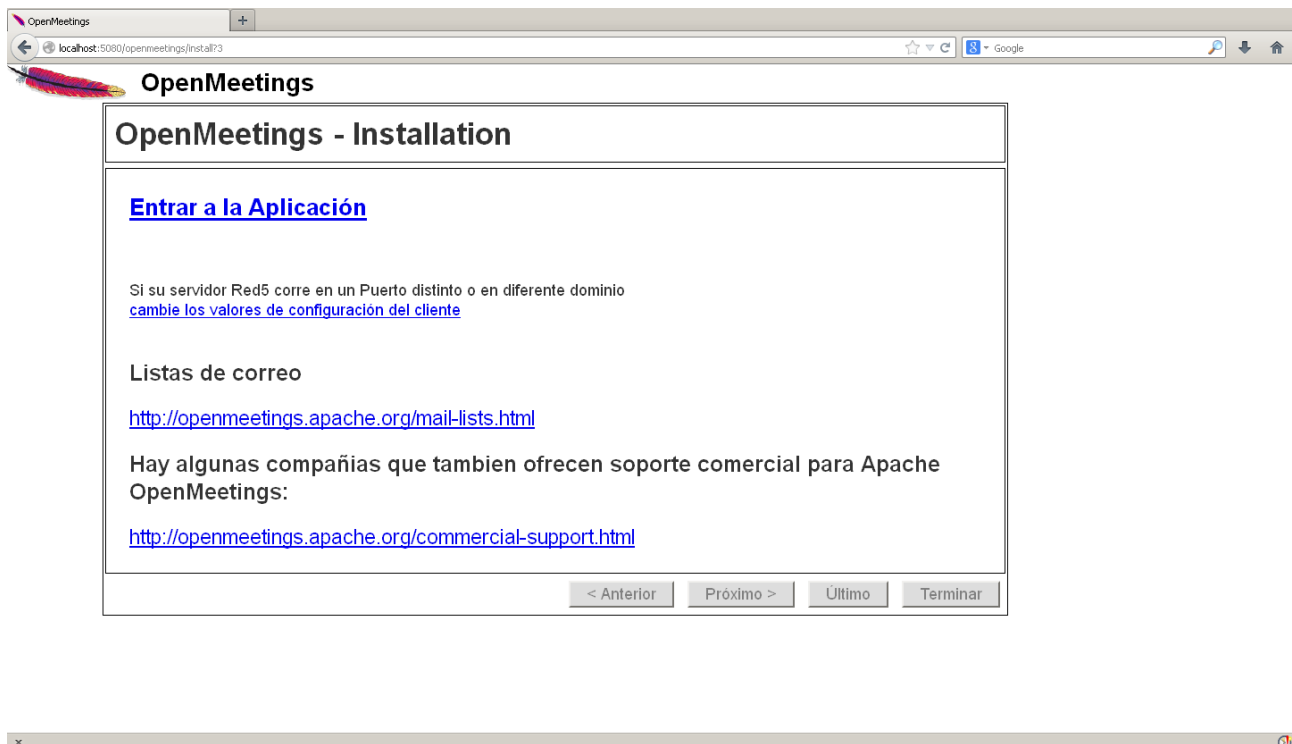 OpenMeetings
+
localhost:5080/openmeetings/install?3
8 Google
OpenMeetings
OpenMeetings - Installation
Entrar a la Aplicación
Si su servidor Red5 corre en un Puerto distinto o en diferente dominio
cambie los valores de configuración del cliente
Listas de correo
http://openmeetings.apache.org/mail-lists.html
Hay algunas compañias que tambien ofrecen soporte comercial para Apache
OpenMeetings:
http://openmeetings.apache.org/commercial-support.html
< Anterior
Próximo >
Último
Terminar
x